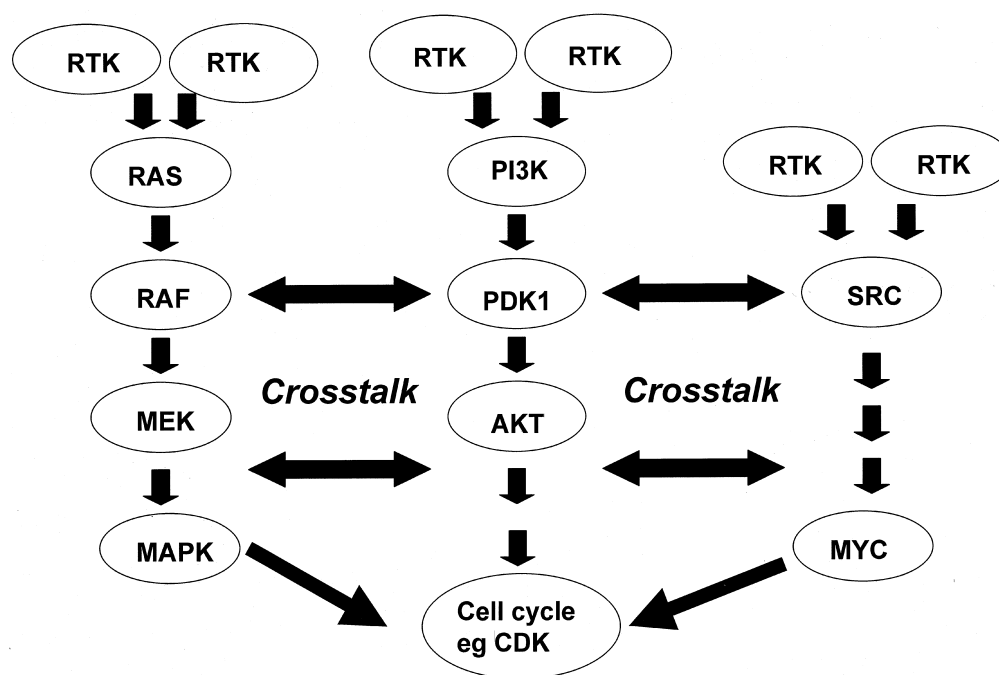 RTK RTK RTK RTK
RTK RTK
RAS PI3K
RAF PDK1 SRC
Crosstalk Crosstalk
MEK AKT
MAPK MYC
Cell cycle
eg CDK